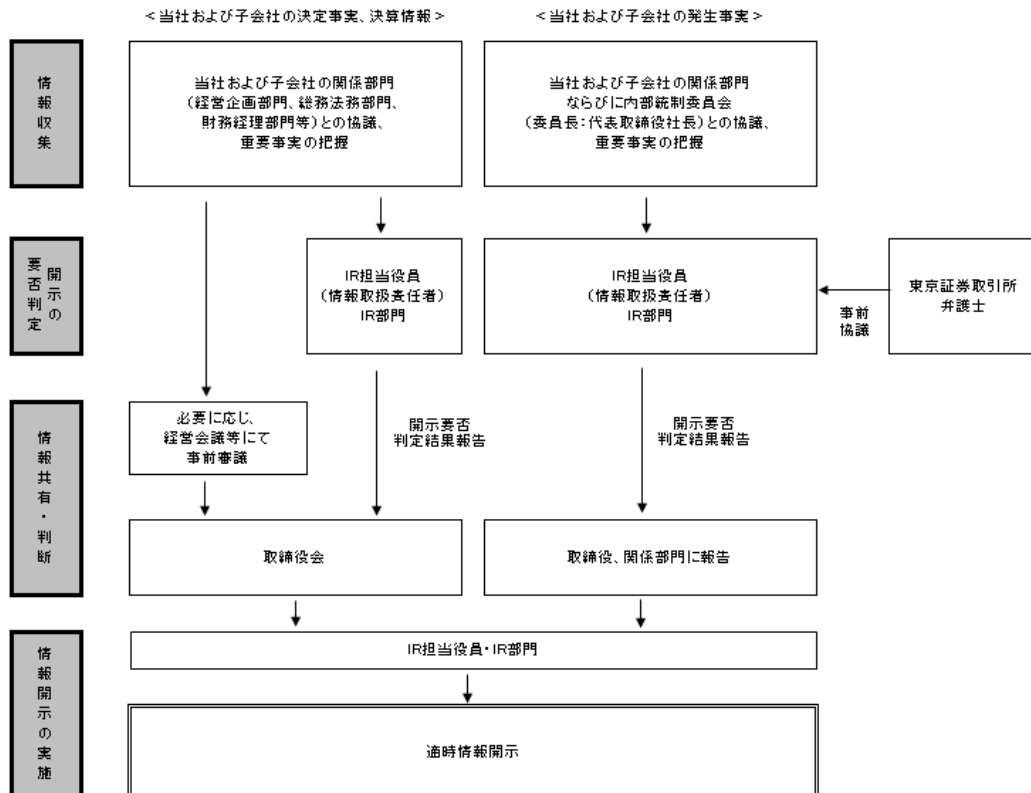 ＜当社および子会社の決定事実、決算情報＞
＜当社および子会社の発生事実＞
情報収集
当社および子会社の関係部門
（経営企画部門、総務法務部門、
財務経理部門等）との協議、
重要事実の把握
当社および子会社の関係部門
ならびに内部統制委員会
（委員長：代表取締役社長）との協議、
重要事実の把握
開示の
要否判定
IR担当役員
（情報取扱責任者）
IR部門
IR担当役員
（情報取扱責任者）
IR部門
事前
協議
東京証券取引所
弁護士
情報共有・判断
必要に応じ、
経営会議等にて
事前審議
開示要否
判定結果報告
開示要否
判定結果報告
取締役会
取締役、関係部門に報告
情報開示の実施
IR担当役員・IR部門
適時情報開示